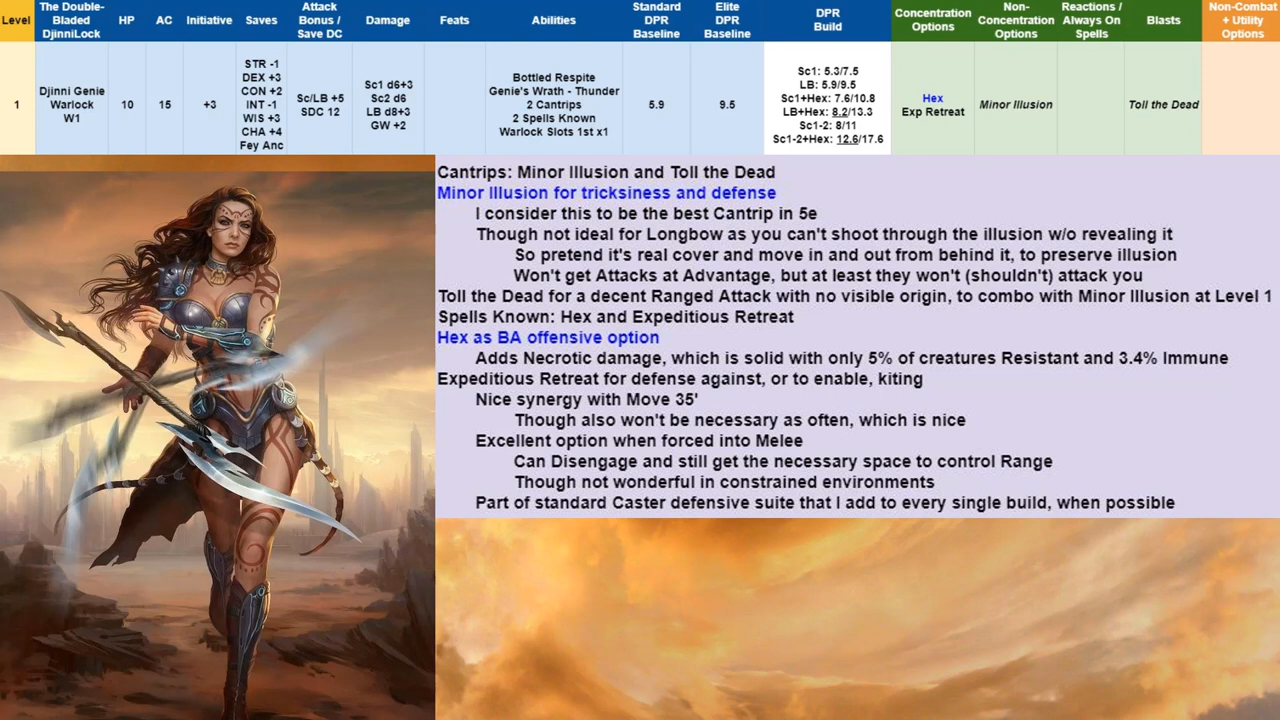 Level
The Double-
Bladed
DjinniLock
HP
AC
Initiative
Saves
Attack
Bonus /
Save DC
Damage
Feats
Abilities
Standard
DPR
Baseline
Elite
DPR
Baseline
DPR
Build
Concentration
Options
Non-
Concentration
Options
Reactions /
Always On
Spells
Blasts
Non-Combat
+ Utility
Options
1
Djinni Genie
Warlock
W1
10
15
+3
STR -1
DEX +3
CON +2
INT -1
WIS +3
CHA +4
Fey Anc
Sc/LB +5
SDC 12
Sc1 d6+3
Sc2 d6
LB d8+3
GW +2
Bottled Respite
Genie's Wrath - Thunder
2 Cantrips
2 Spells Known
Warlock Slots 1st x1
5.9
9.5
Sc1: 5.3/7.5
LB: 5.9/9.5
Sc1+Hex: 7.6/10.8
LB+Hex: 8.2/13.3
Sc1-2: 8/11
Sc1-2+Hex: 12.6/17.6
Hex
Exp Retreat
Minor Illusion
Toll the Dead
Cantrips: Minor Illusion and Toll the Dead
Minor Illusion for tricksiness and defense
I consider this to be the best Cantrip in 5e
Though not ideal for Longbow as you can't shoot through the illusion w/o revealing it
So pretend it's real cover and move in and out from behind it, to preserve illusion
Won't get Attacks at Advantage, but at least they won't (shouldn't) attack you
Toll the Dead for a decent Ranged Attack with no visible origin, to combo with Minor Illusion at Level 1
Spells Known: Hex and Expeditious Retreat
Hex as BA offensive option
Adds Necrotic damage, which is solid with only 5% of creatures Resistant and 3.4% Immune
Expeditious Retreat for defense against, or to enable, kiting
Nice synergy with Move 35'
Though also won't be necessary as often, which is nice
Excellent option when forced into Melee
Can Disengage and still get the necessary space to control Range
Though not wonderful in constrained environments
Part of standard Caster defensive suite that I add to every single build, when possible